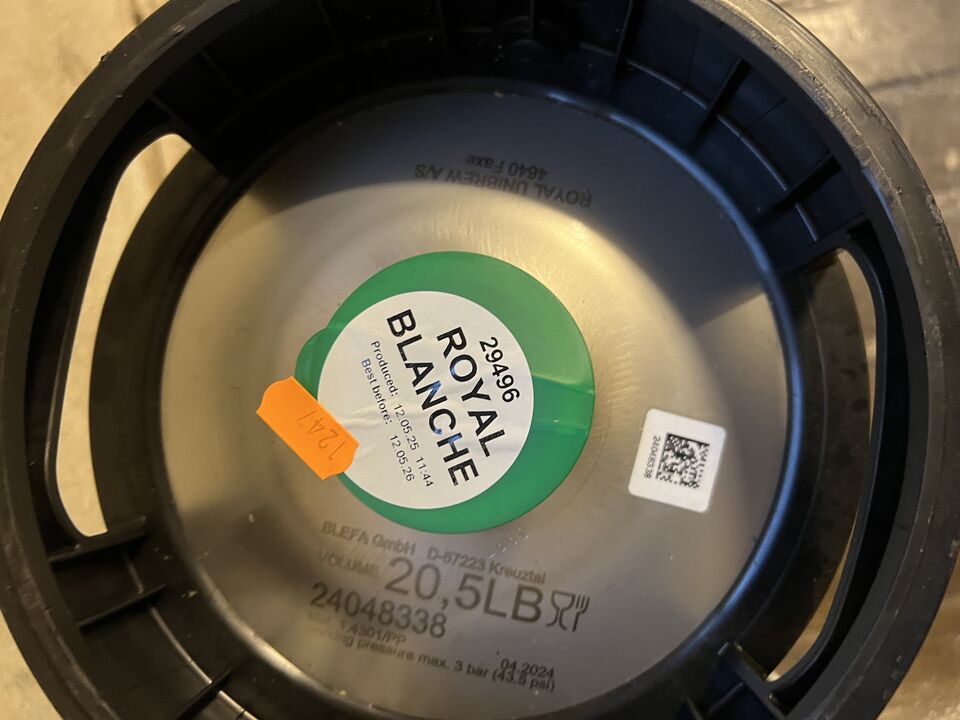 ROYAL UNIBREW A/S
4640 Faxe
29496
ROYAL
BLANCHE
Produced: 12.05.25 11:44
Best before: 12.05.26
1247
24048338
BLEFA GmbH D-57223 Kreuztal
VOLUME 20,5LB
24048338
1.4301/PP 04.2024
Working pressure max. 3 bar (43.5 psi)